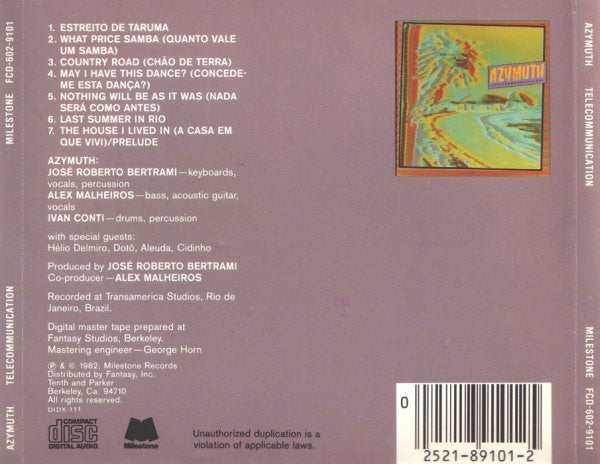 1. ESTREITO DE TARUMA
2. WHAT PRICE SAMBA (QUANTO VALE
UM SAMBA)
3. COUNTRY ROAD (CHÃO DE TERRA)
4. MAY I HAVE THIS DANCE? (CONCEDE-
ME ESTA DANÇA?)
5. NOTHING WILL BE AS IT WAS (NADA
SERÁ COMO ANTES)
6. LAST SUMMER IN RIO
7. THE HOUSE I LIVED IN (A CASA EM
QUE VIVI)/PRELUDE
AZYMUTH:
JOSÉ ROBERTO BERTRAMI—keyboards,
vocals, percussion
ALEX MALHEIROS—bass, acoustic guitar,
vocals
IVAN CONTI—drums, percussion
with special guests:
Hélio Delmiro, Dotô, Aleuda, Cidinho
Produced by JOSÉ ROBERTO BERTRAMI
Co-producer—ALEX MALHEIROS
Recorded at Transamerica Studios, Rio de
Janeiro, Brazil.
Digital master tape prepared at
Fantasy Studios, Berkeley.
Mastering engineer—George Horn
℗ & © 1982, Milestone Records
Distributed by Fantasy, Inc.
Tenth and Parker
Berkeley, Ca. 94710
DIDX-111
COMPACT
disc
DIGITAL AUDIO
Milestone
Unauthorized duplication is a
violation of applicable laws.
AZYMUTH
0
2521-89101-2
AZYMUTH TELECOMMUNICATION MILESTONE FCD-602-9101
AZYMUTH TELECOMMUNICATION MILESTONE FCD-602-9101